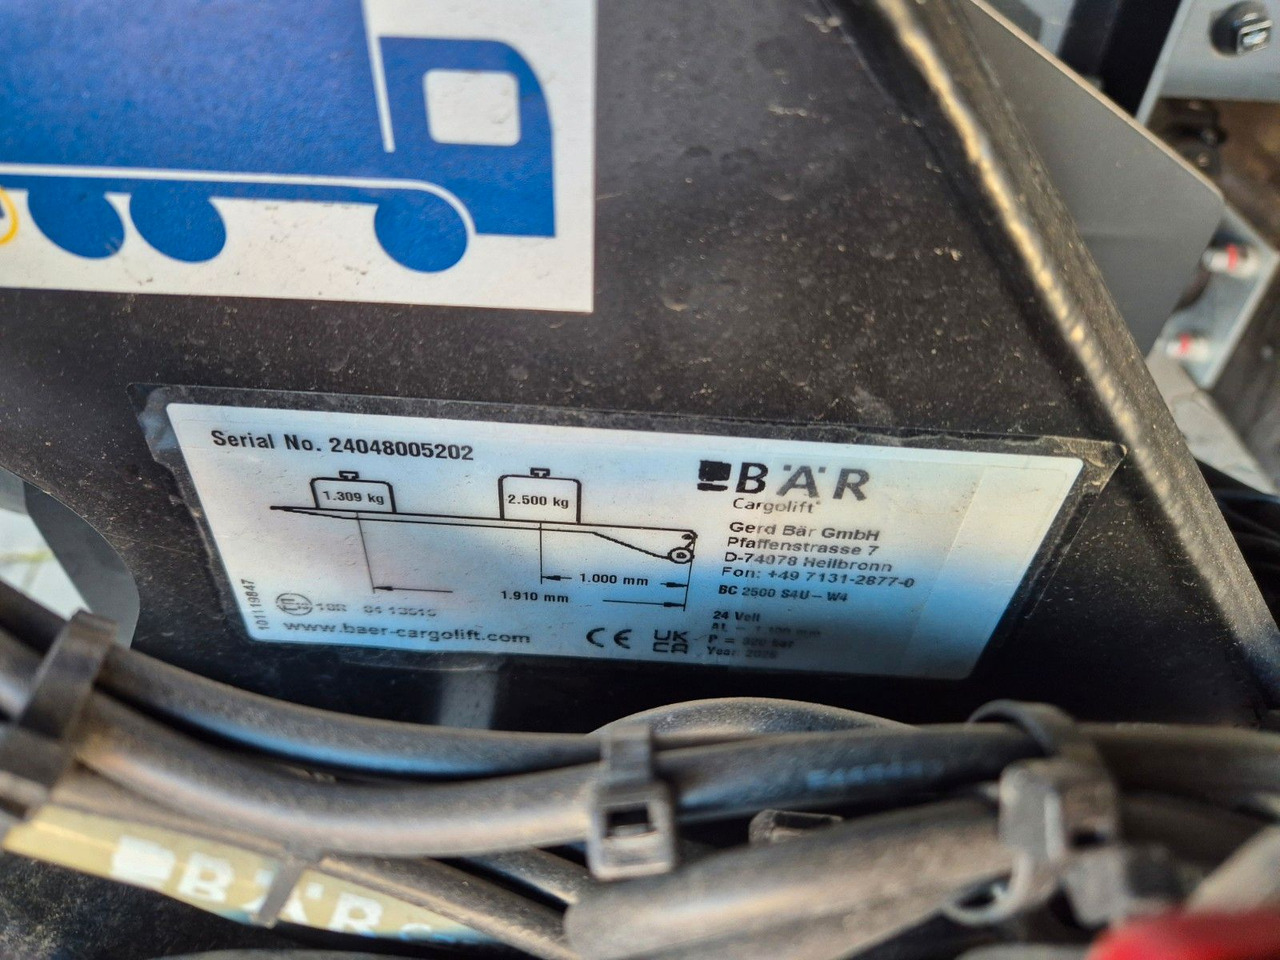 Serial No. 24048005202
1.309 kg
2.500 kg
1.000 mm
1.910 mm
101119847
www.baer-cargolift.com
CE
UK
CA
BÄR
Cargolift
Gerd Bär GmbH
Pfaffenstrasse 7
D-74078 Heilbronn
Fon: +49 7131-2877-0
BC 2500 S4U – W4
24 Volt
BÄR